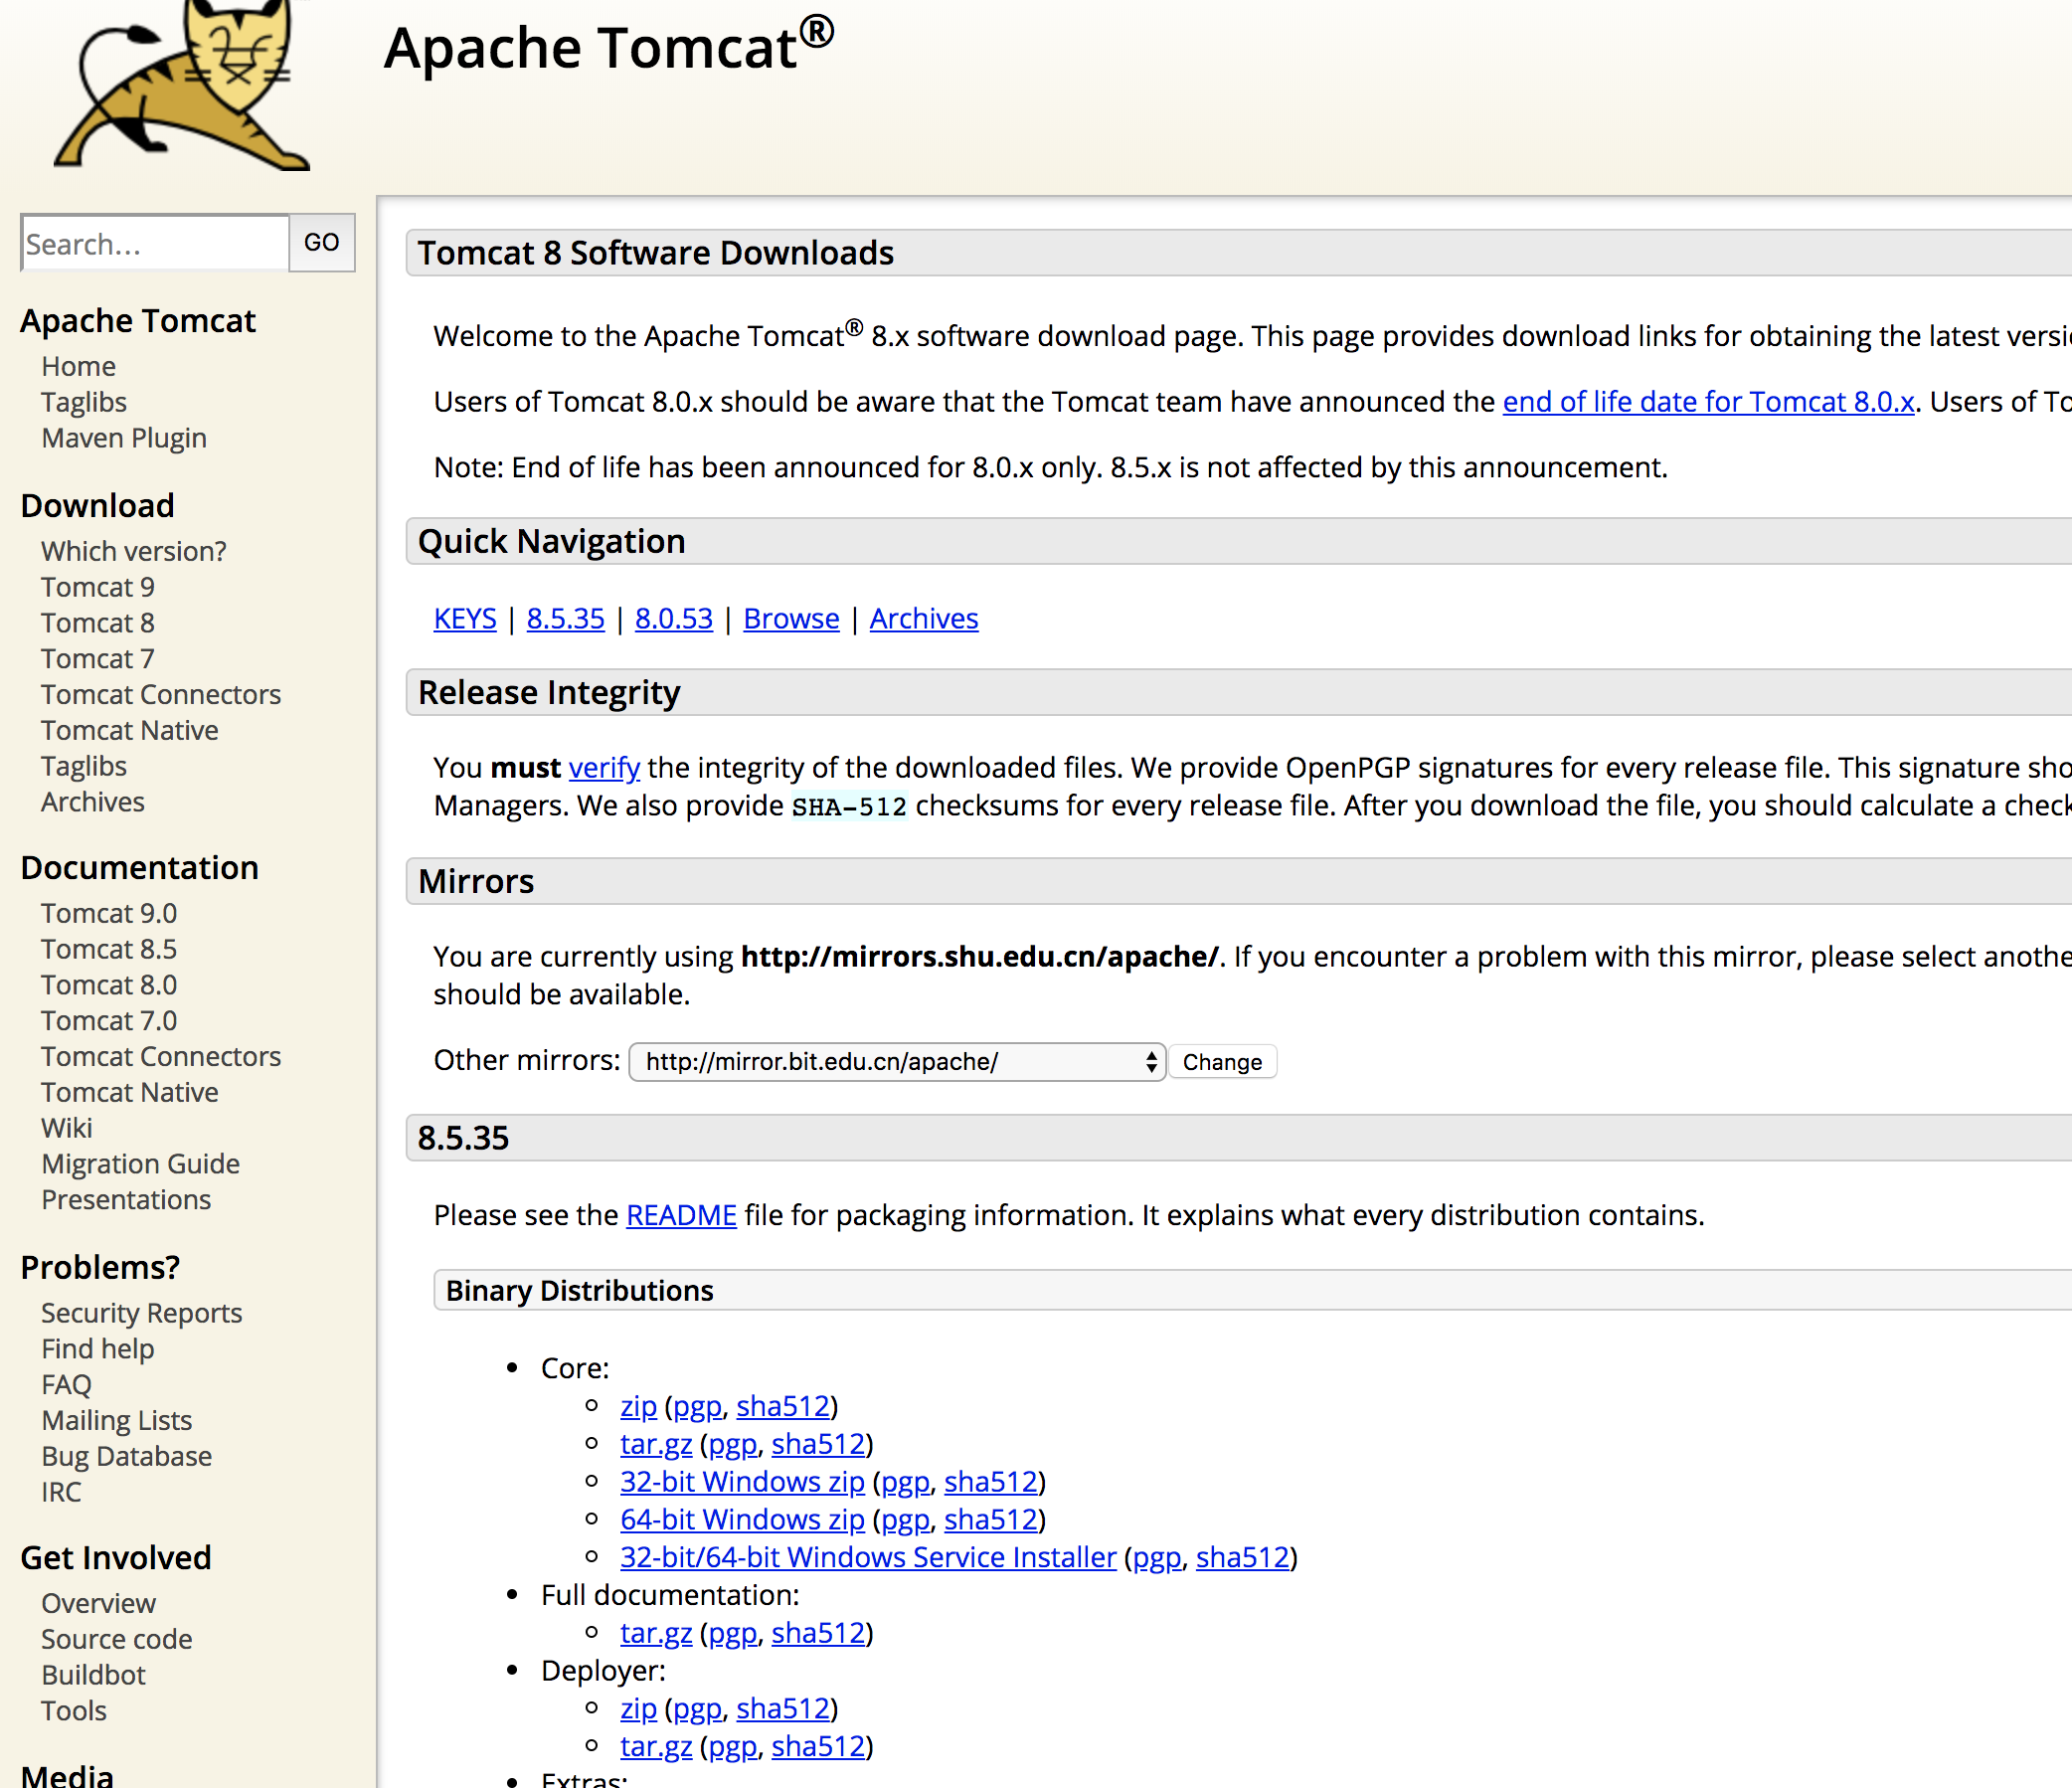 Apache Tomcat®
Search…
GO
Apache Tomcat
Home
Taglibs
Maven Plugin
Download
Which version?
Tomcat 9
Tomcat 8
Tomcat 7
Tomcat Connectors
Tomcat Native
Taglibs
Archives
Documentation
Tomcat 9.0
Tomcat 8.5
Tomcat 8.0
Tomcat 7.0
Tomcat Connectors
Tomcat Native
Wiki
Migration Guide
Presentations
Problems?
Security Reports
Find help
FAQ
Mailing Lists
Bug Database
IRC
Get Involved
Overview
Source code
Buildbot
Tools
Media
Tomcat 8 Software Downloads
Welcome to the Apache Tomcat® 8.x software download page. This page provides download links for obtaining the latest
Users of Tomcat 8.0.x should be aware that the Tomcat team have announced the end of life date for Tomcat 8.0.x. Users of
Note: End of life has been announced for 8.0.x only. 8.5.x is not affected by this announcement.
Quick Navigation
KEYS | 8.5.35 | 8.0.53 | Browse | Archives
Release Integrity
You must verify the integrity of the downloaded files. We provide OpenPGP signatures for every release file. This signature
Managers. We also provide SHA-512 checksums for every release file. After you download the file, you should calculate a
Mirrors
You are currently using http://mirrors.shu.edu.cn/apache/. If you encounter a problem with this mirror, please select
should be available.
Other mirrors: http://mirror.bit.edu.cn/apache/ Change
8.5.35
Please see the README file for packaging information. It explains what every distribution contains.
Binary Distributions
Core:
zip (pgp, sha512)
tar.gz (pgp, sha512)
32-bit Windows zip (pgp, sha512)
64-bit Windows zip (pgp, sha512)
32-bit/64-bit Windows Service Installer (pgp, sha512)
Full documentation:
tar.gz (pgp, sha512)
Deployer:
zip (pgp, sha512)
tar.gz (pgp, sha512)
Extras: